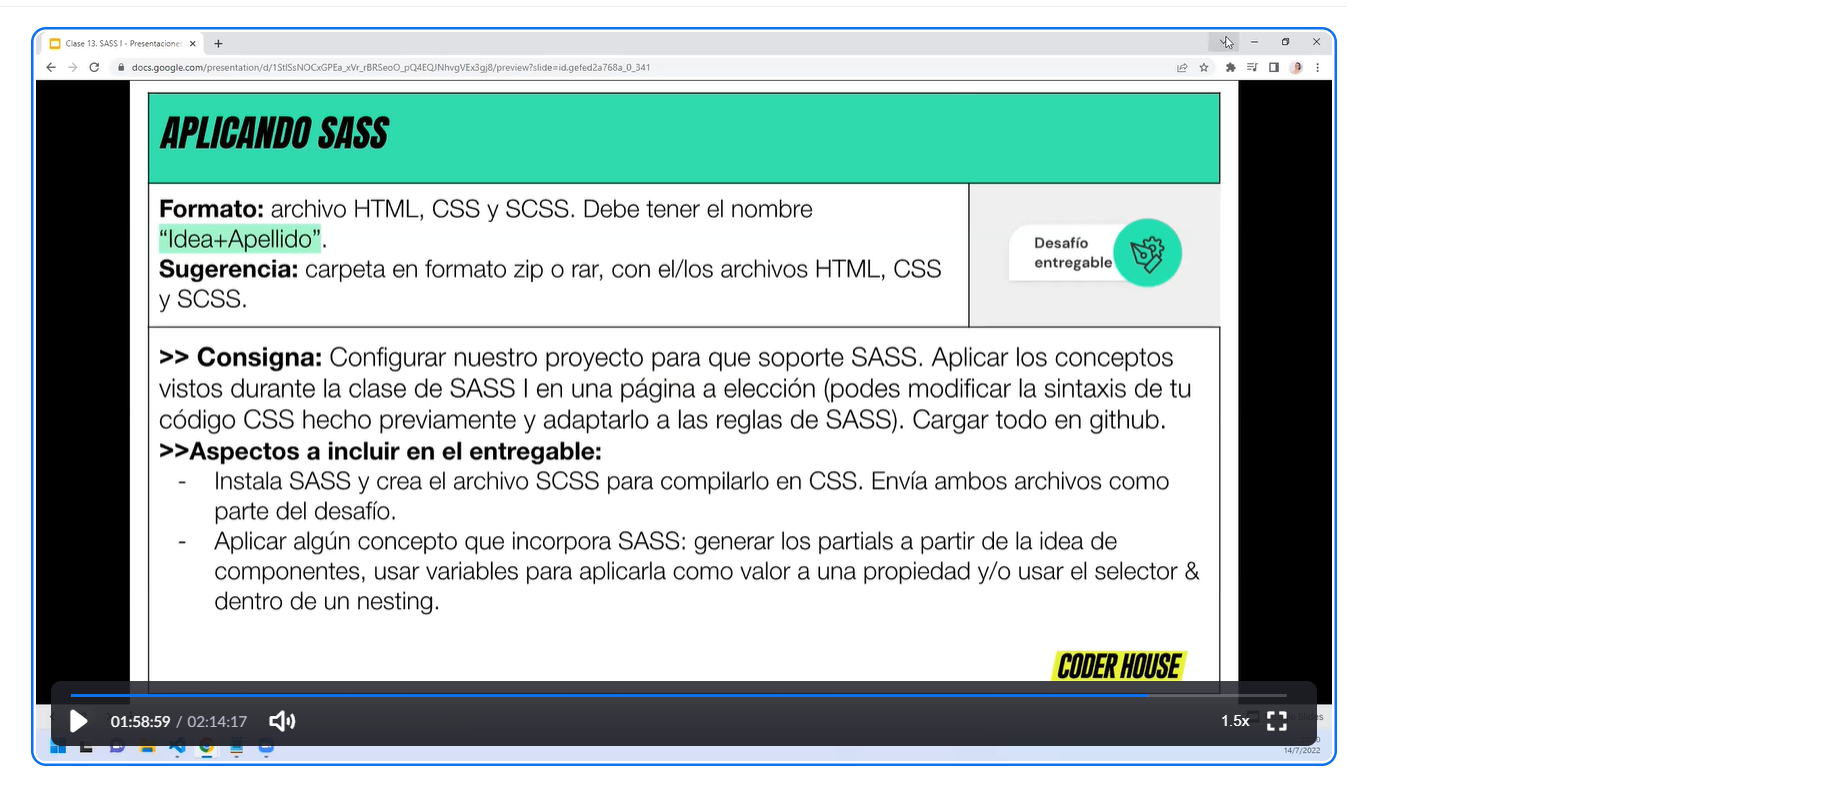 Clase 13. SASS I - Presentacione
docs.google.com/presentation/d/1StlSsNOCxGPEa_xVr_rBRSeoO_pQ4EQJNhvgVEx3gj8/preview?slide=id.gefed2a768a_0_341
APLICANDO SASS
Formato: archivo HTML, CSS y SCSS. Debe tener el nombre
“Idea+Apellido”.
Sugerencia: carpeta en formato zip o rar, con el/los archivos HTML, CSS
y SCSS.
Desafío
entregable
>> Consigna: Configurar nuestro proyecto para que soporte SASS. Aplicar los conceptos
vistos durante la clase de SASS I en una página a elección (podes modificar la sintaxis de tu
código CSS hecho previamente y adaptarlo a las reglas de SASS). Cargar todo en github.
>>Aspectos a incluir en el entregable:
- Instala SASS y crea el archivo SCSS para compilarlo en CSS. Envía ambos archivos como
parte del desafío.
- Aplicar algún concepto que incorpora SASS: generar los partials a partir de la idea de
componentes, usar variables para aplicarla como valor a una propiedad y/o usar el selector &
dentro de un nesting.
CODER HOUSE
01:58:59 / 02:14:17
1.5x
14/7/2022